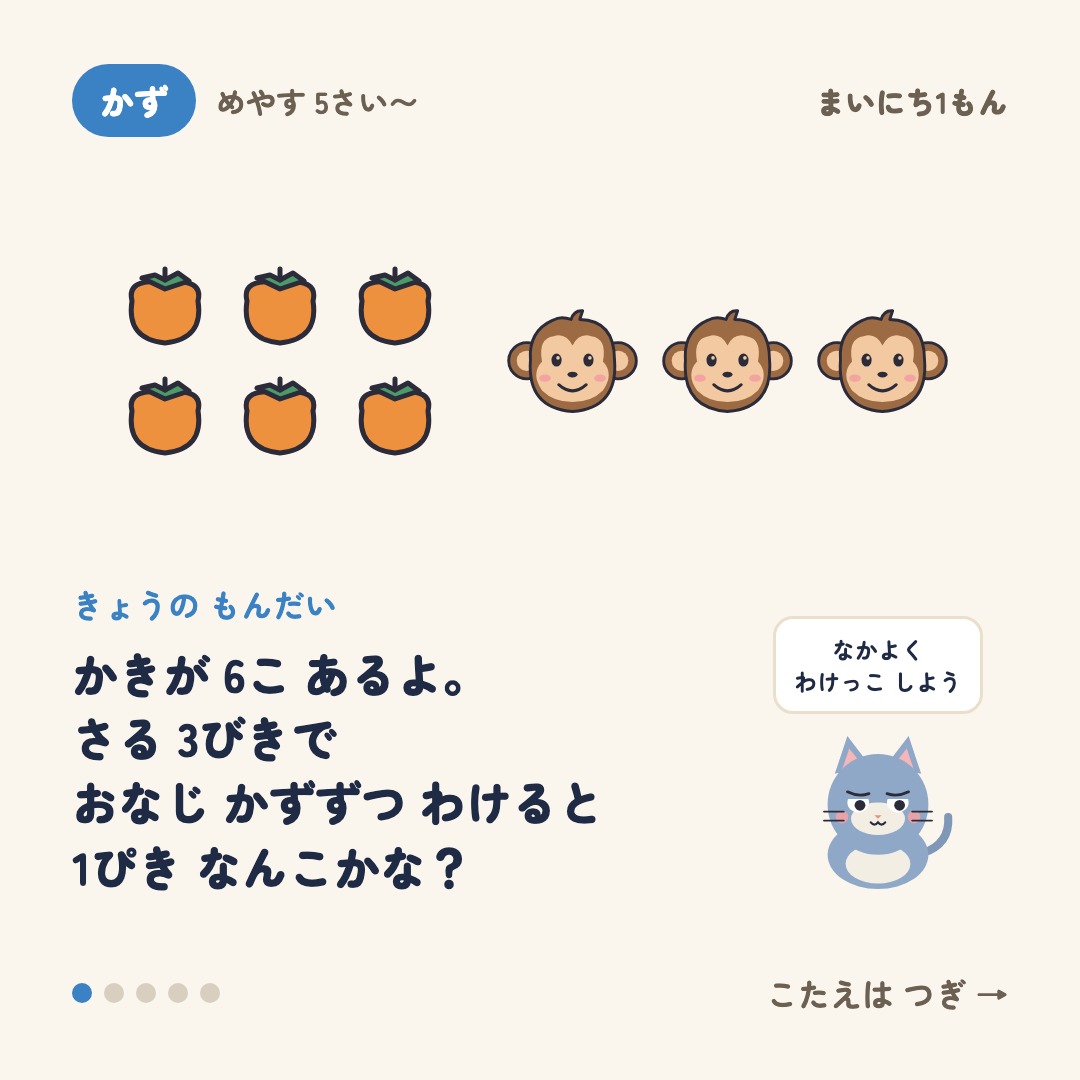 かず
めやす 5さい〜
まいにち1もん
きょうの もんだい
かきが 6こ あるよ。
さる 3びきで
おなじ かずずつ わけると
1ぴき なんこかな？
なかよく
わけっこ しよう
こたえは つぎ →